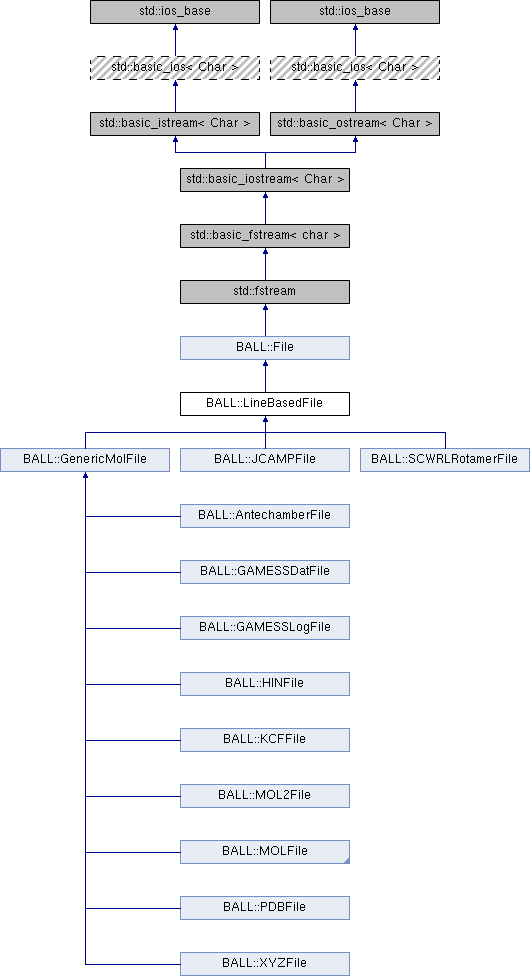 std::ios_base
std::ios_base
std::basic_ios< Char >
std::basic_ios< Char >
std::basic_istream< Char >
std::basic_ostream< Char >
std::basic_iostream< Char >
std::basic_fstream< char >
std::fstream
BALL::File
BALL::LineBasedFile
BALL::GenericMolFile
BALL::JCAMPFile
BALL::SCWRLRotamerFile
BALL::AntechamberFile
BALL::GAMESSDatFile
BALL::GAMESSLogFile
BALL::HINFile
BALL::KCFFile
BALL::MOL2File
BALL::MOLFile
BALL::PDBFile
BALL::XYZFile